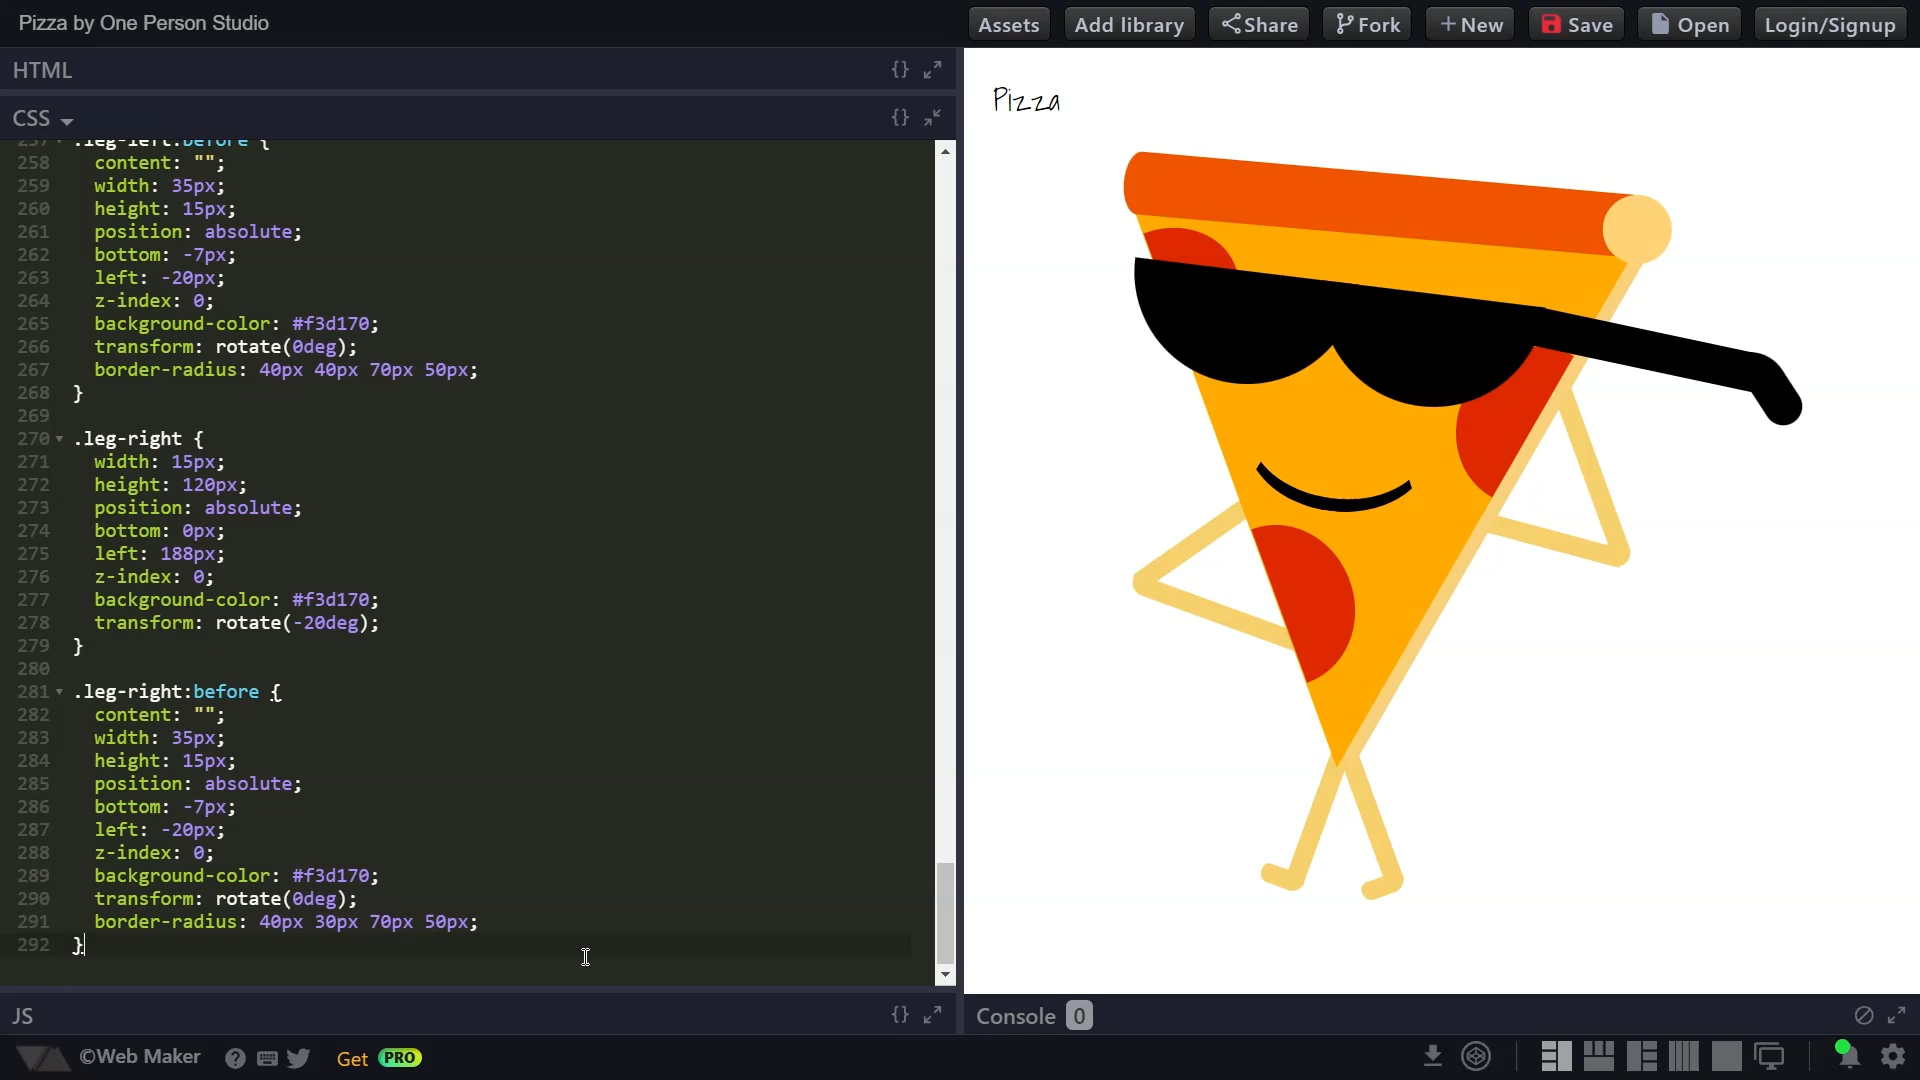 Pizza by One Person Studio
Assets
Add library
Share
Fork
+ New
Save
Open
Login/Signup
HTML
{}
CSS
{}
257 .leg-left:before {
258 content: "";
259 width: 35px;
260 height: 15px;
261 position: absolute;
262 bottom: -7px;
263 left: -20px;
264 z-index: 0;
265 background-color: #f3d170;
266 transform: rotate(0deg);
267 border-radius: 40px 40px 70px 50px;
268 }
269
270 .leg-right {
271 width: 15px;
272 height: 120px;
273 position: absolute;
274 bottom: 0px;
275 left: 188px;
276 z-index: 0;
277 background-color: #f3d170;
278 transform: rotate(-20deg);
279 }
280
281 .leg-right:before {
282 content: "";
283 width: 35px;
284 height: 15px;
285 position: absolute;
286 bottom: -7px;
287 left: -20px;
288 z-index: 0;
289 background-color: #f3d170;
290 transform: rotate(0deg);
291 border-radius: 40px 30px 70px 50px;
292 }
JS
{}
Pizza
Console 0
©Web Maker
?
Get PRO